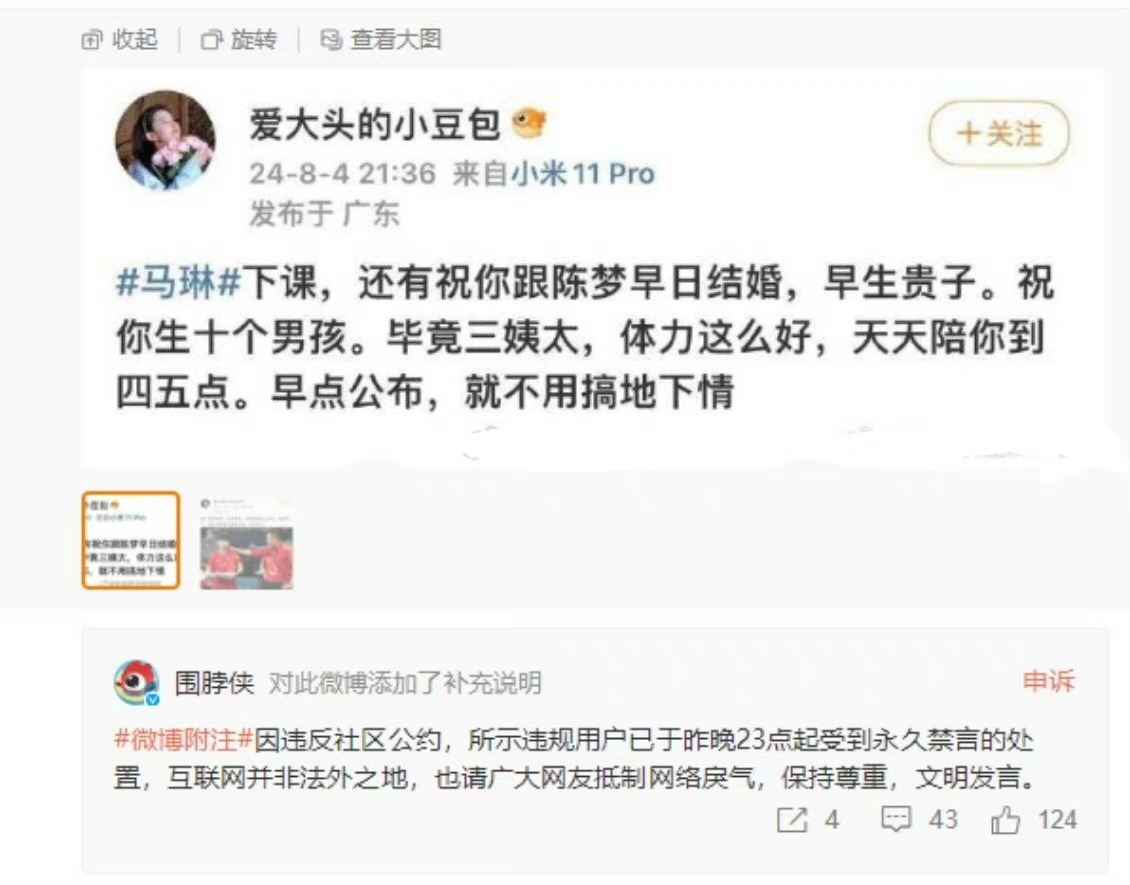 收起 旋转 查看大图
爱大头的小豆包
+关注
24-8-4 21:36 来自小米11 Pro
发布于 广东
#马琳#下课，还有祝你跟陈梦早日结婚，早生贵子。祝
你生十个男孩。毕竟三姨太，体力这么好，天天陪你到
四五点。早点公布，就不用搞地下情
围脖侠 对此微博添加了补充说明
申诉
#微博附注#因违反社区公约，所示违规用户已于昨晚23点起受到永久禁言的处
置，互联网并非法外之地，也请广大网友抵制网络戾气，保持尊重，文明发言。
4 43 124